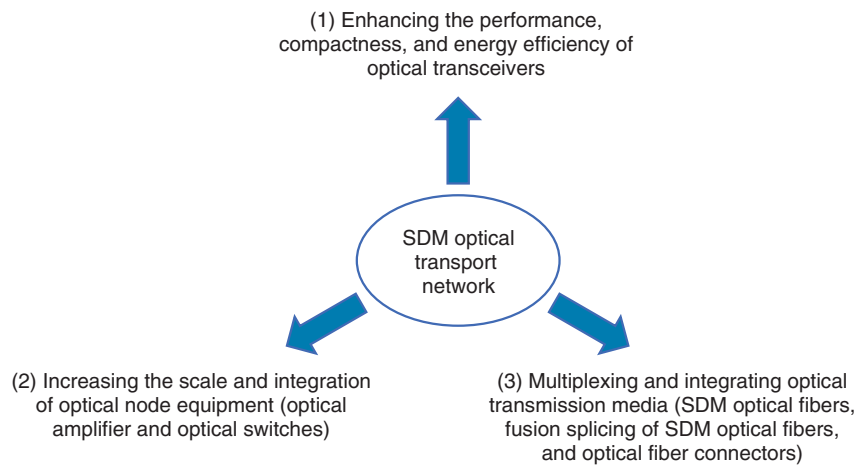 (1) Enhancing the performance,
compactness, and energy efficiency of
optical transceivers
SDM optical
transport
network
(2) Increasing the scale and integration
of optical node equipment (optical
amplifier and optical switches)
(3) Multiplexing and integrating optical
transmission media (SDM optical fibers,
fusion splicing of SDM optical fibers,
and optical fiber connectors)